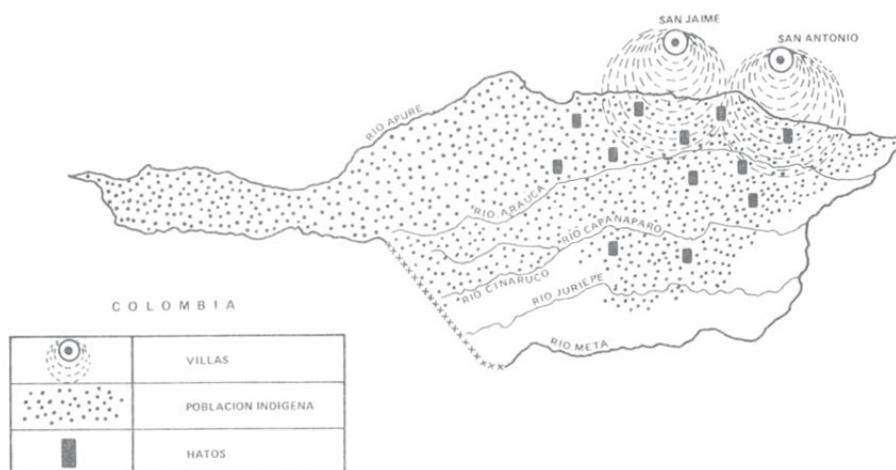 SAN JAIME
SAN ANTONIO
RIO APURE
RIO ARAUCA
RIO CAPANAPARO
RIO CINARUCO
RIO JURIEPE
RIO META
COLOMBIA
VILLAS
POBLACION INDIGENA
HATOS